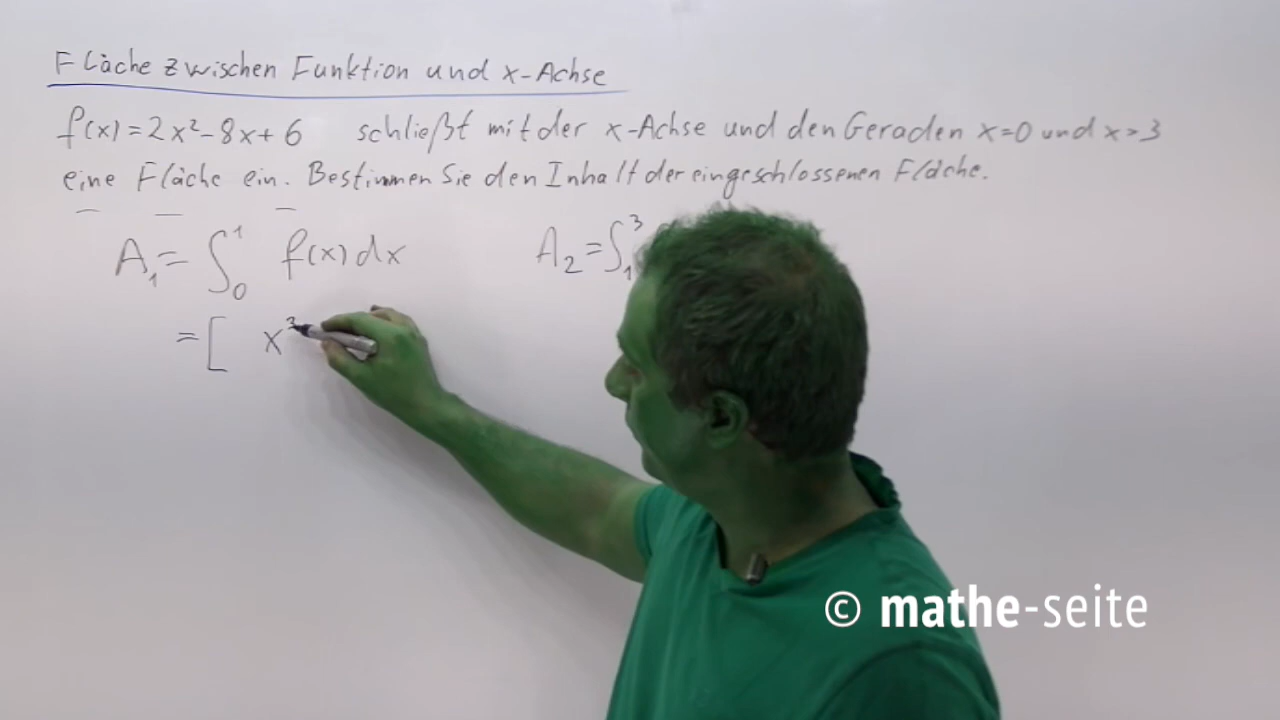 Fläche zwischen Funktion und x-Achse
f(x)=2x²-8x+6 schließt mit der x-Achse und den Geraden x=0 und x=3
eine Fläche ein. Bestimmen Sie den Inhalt der eingeschlossenen Fläche.
A₁=∫₀¹ f(x)dx A₂=∫₁³
=[ x³
© mathe-seite